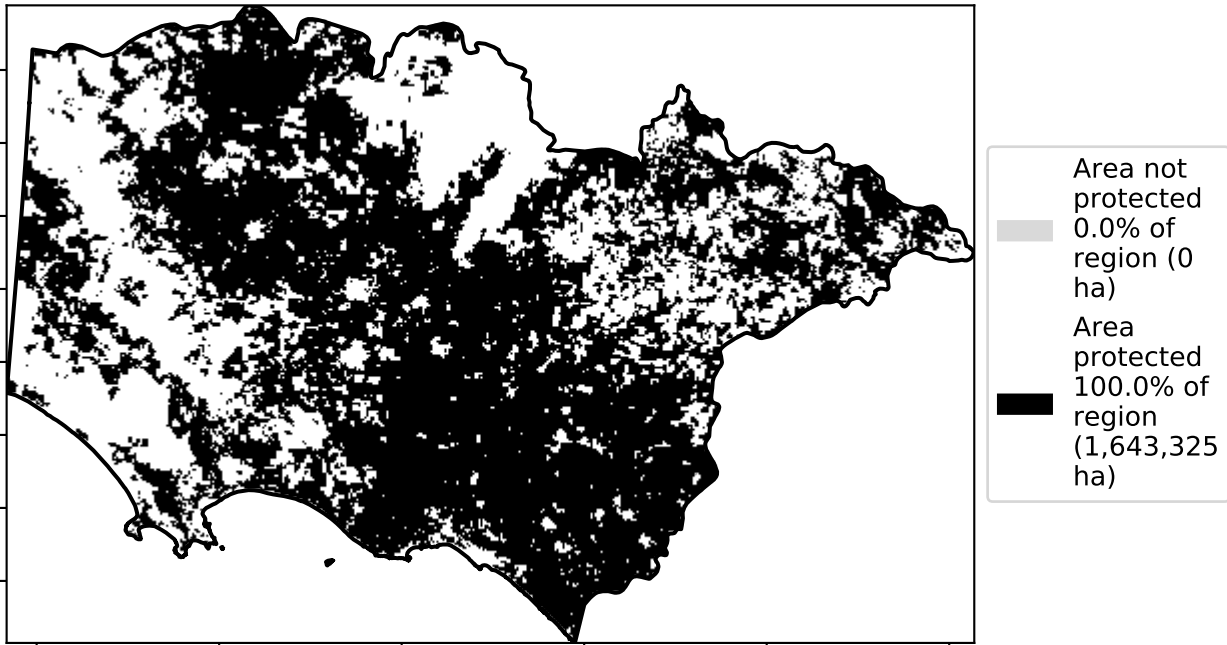 Area not
protected
0.0% of
region (0
ha)
Area
protected
100.0% of
region
(1,643,325
ha)